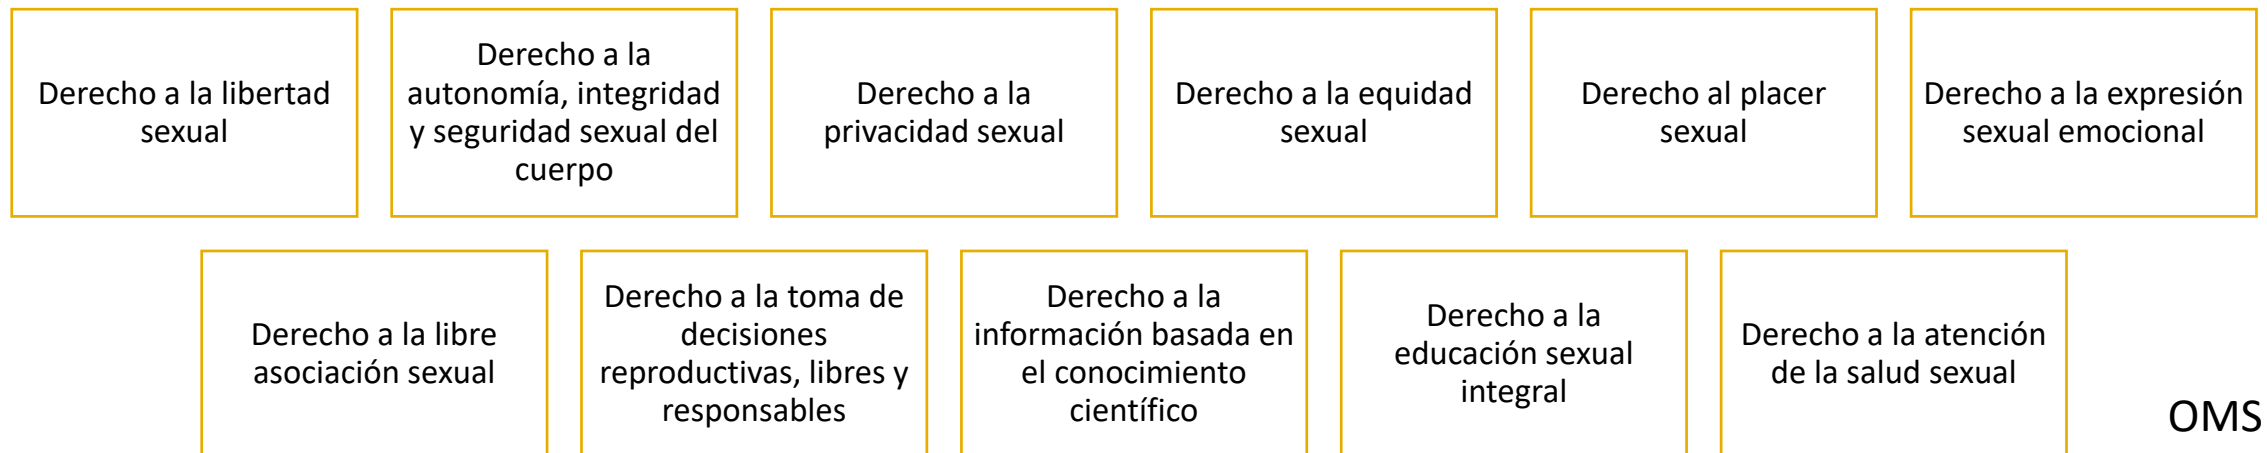 Derecho a la libertad
sexual
Derecho a la
autonomía, integridad
y seguridad sexual del
cuerpo
Derecho a la
privacidad sexual
Derecho a la equidad
sexual
Derecho al placer
sexual
Derecho a la expresión
sexual emocional
Derecho a la libre
asociación sexual
Derecho a la toma de
decisiones
reproductivas, libres y
responsables
Derecho a la
información basada en
el conocimiento
científico
Derecho a la
educación sexual
integral
Derecho a la atención
de la salud sexual
OMS